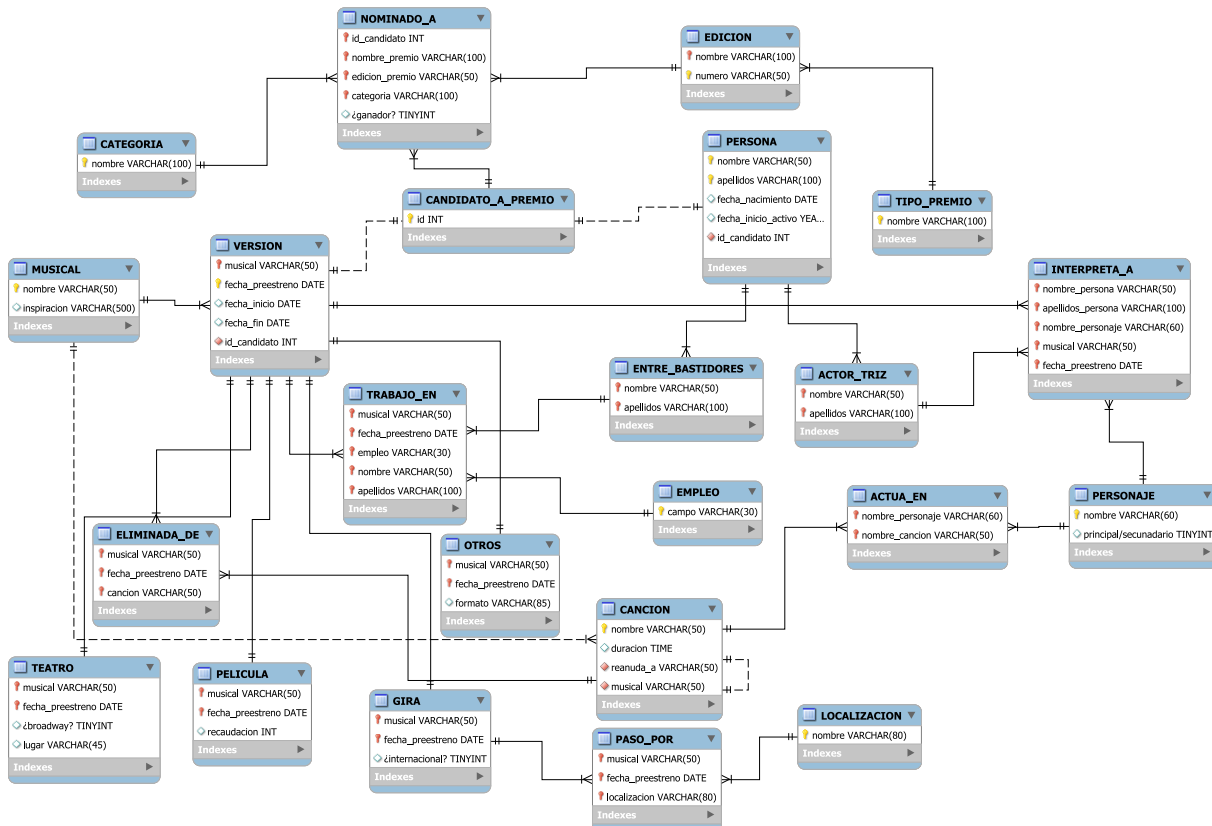 NOMINADO_A
id_candidato INT
nombre_premio VARCHAR(100)
edicion_premio VARCHAR(50)
categoria VARCHAR(100)
¿ganador? TINYINT
Indexes
EDICION
nombre VARCHAR(100)
numero VARCHAR(50)
Indexes
CATEGORIA
nombre VARCHAR(100)
Indexes
PERSONA
nombre VARCHAR(50)
apellidos VARCHAR(100)
fecha_nacimiento DATE
fecha_inicio_activo YEA...
id_candidato INT
Indexes
CANDIDATO_A_PREMIO
id INT
Indexes
TIPO_PREMIO
nombre VARCHAR(100)
Indexes
VERSION
musical VARCHAR(50)
fecha_preestreno DATE
fecha_inicio DATE
fecha_fin DATE
id_candidato INT
Indexes
MUSICAL
nombre VARCHAR(50)
inspiracion VARCHAR(500)
Indexes
INTERPRETA_A
nombre_persona VARCHAR(50)
apellidos_persona VARCHAR(100)
nombre_personaje VARCHAR(60)
musical VARCHAR(50)
fecha_preestreno DATE
Indexes
ENTRE_BASTIDORES
nombre VARCHAR(50)
apellidos VARCHAR(100)
Indexes
ACTOR_TRIZ
nombre VARCHAR(50)
apellidos VARCHAR(100)
Indexes
TRABAJO_EN
musical VARCHAR(50)
fecha_preestreno DATE
empleo VARCHAR(30)
nombre VARCHAR(50)
apellidos VARCHAR(100)
Indexes
EMPLEO
campo VARCHAR(30)
Indexes
ACTUA_EN
nombre_personaje VARCHAR(60)
nombre_cancion VARCHAR(50)
Indexes
PERSONAJE
nombre VARCHAR(60)
principal/secunadario TINYINT
Indexes
ELIMINADA_DE
musical VARCHAR(50)
fecha_preestreno DATE
cancion VARCHAR(50)
Indexes
OTROS
musical VARCHAR(50)
fecha_preestreno DATE
formato VARCHAR(85)
Indexes
CANCION
nombre VARCHAR(50)
duracion TIME
reanuda_a VARCHAR(50)
musical VARCHAR(50)
Indexes
TEATRO
musical VARCHAR(50)
fecha_preestreno DATE
¿broadway? TINYINT
lugar VARCHAR(45)
Indexes
PELICULA
musical VARCHAR(50)
fecha_preestreno DATE
recaudacion INT
Indexes
GIRA
musical VARCHAR(50)
fecha_preestreno DATE
¿internacional? TINYINT
Indexes
PASO_POR
musical VARCHAR(50)
fecha_preestreno DATE
localizacion VARCHAR(80)
Indexes
LOCALIZACION
nombre VARCHAR(80)
Indexes